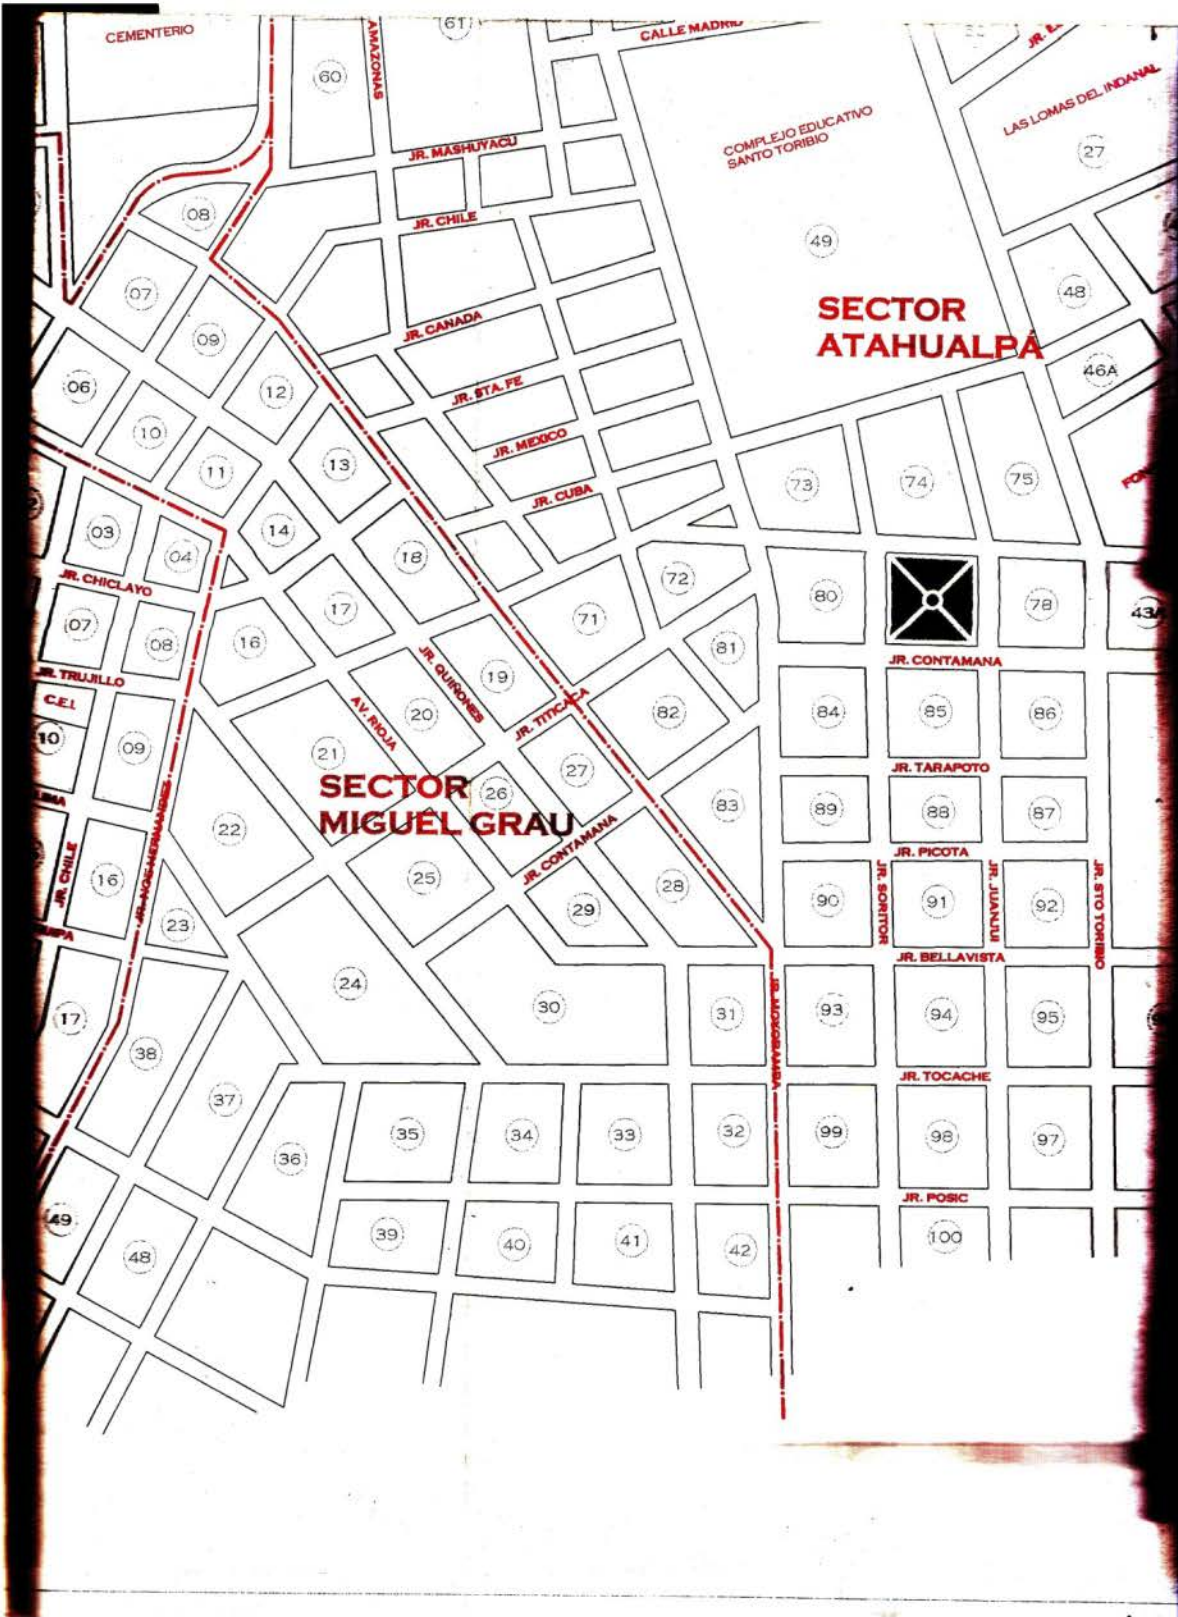 CEMENTERIO
AMAZONAS
61
CALLE MADRID
60
COMPLEJO EDUCATIVO
SANTO TORIBIO
LAS LOMAS DEL INDANAL
27
JR. MASHUYACU
08
JR. CHILE
49
48
07
SECTOR
ATAHUALPA
09
JR. CANADA
46A
06
12
JR. STA. FE
10
JR. MEXICO
11
13
73
74
75
JR. CUBA
03
14
04
18
JR. CHICLAYO
72
80
78
43A
17
71
07
08
16
81
JR. CONTAMANA
JR. TRUJILLO
JR. QUIÑONES
19
C.E.I.
AV. RIOJA
20
JR. TITICACA
82
84
85
86
10
09
21
27
JR. TARAPOTO
SECTOR
MIGUEL GRAU
26
83
89
88
87
22
JR. CONTAMANA
JR. PICOTA
JR. CHILE
16
JR. NOE HERNANDEZ
25
28
90
JR. SORITOR
91
JR. JUANJUI
92
JR. STO TORIBIO
23
29
JR. BELLAVISTA
24
30
31
JR. MOYOBAMBA
93
94
95
17
38
JR. TOCACHE
37
35
34
33
32
99
98
97
36
JR. POSIC
49
39
40
41
42
100
48